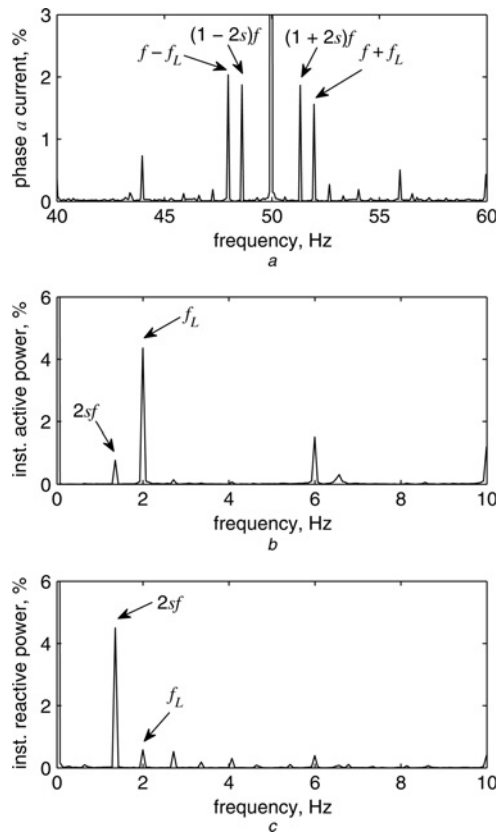 (1 − 2s)f
(1 + 2s)f
f − f_L
f + f_L
3
2
1
0
phase a current, %
40
45
50
55
60
frequency, Hz
a
6
4
2
0
inst. active power, %
f_L
2sf
0
2
4
6
8
10
frequency, Hz
b
6
4
2
0
inst. reactive power, %
2sf
f_L
0
2
4
6
8
10
frequency, Hz
c